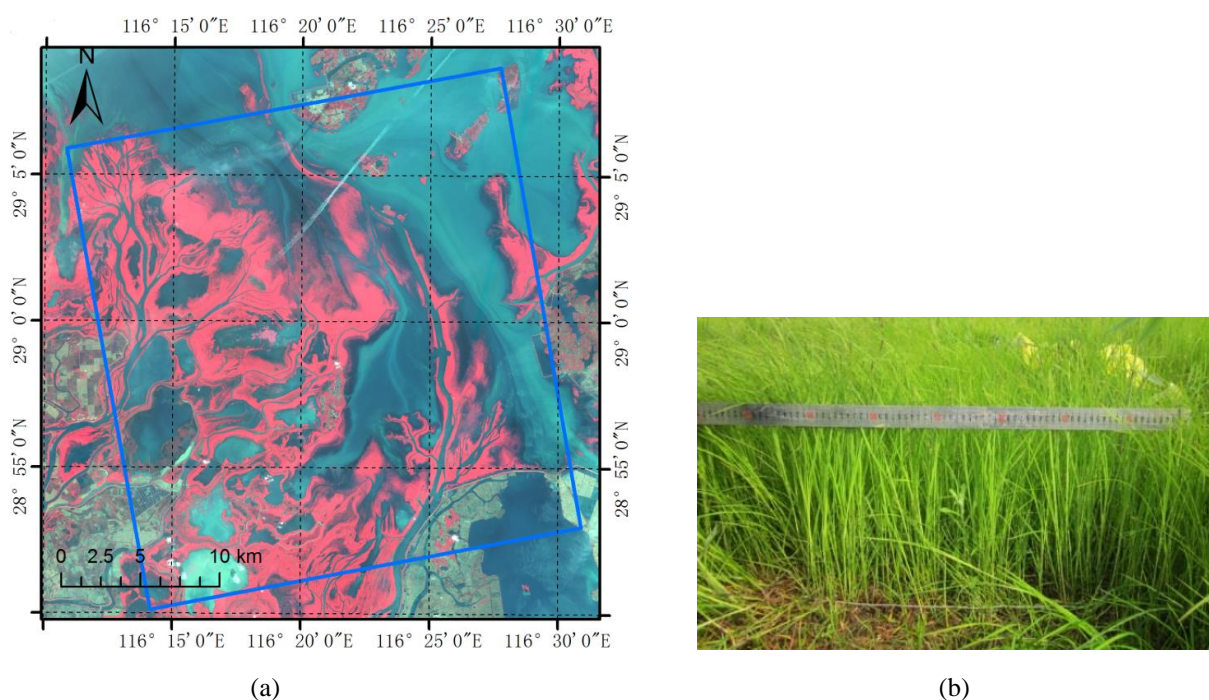 116° 15′ 0″E 116° 20′ 0″E 116° 25′ 0″E 116° 30′ 0″E
N
29° 5′ 0″N
29° 5′ 0″N
29° 0′ 0″N
29° 0′ 0″N
28° 55′ 0″N
28° 55′ 0″N
0 2.5 5 10 km
116° 15′ 0″E 116° 20′ 0″E 116° 25′ 0″E 116° 30′ 0″E
(a)
(b)